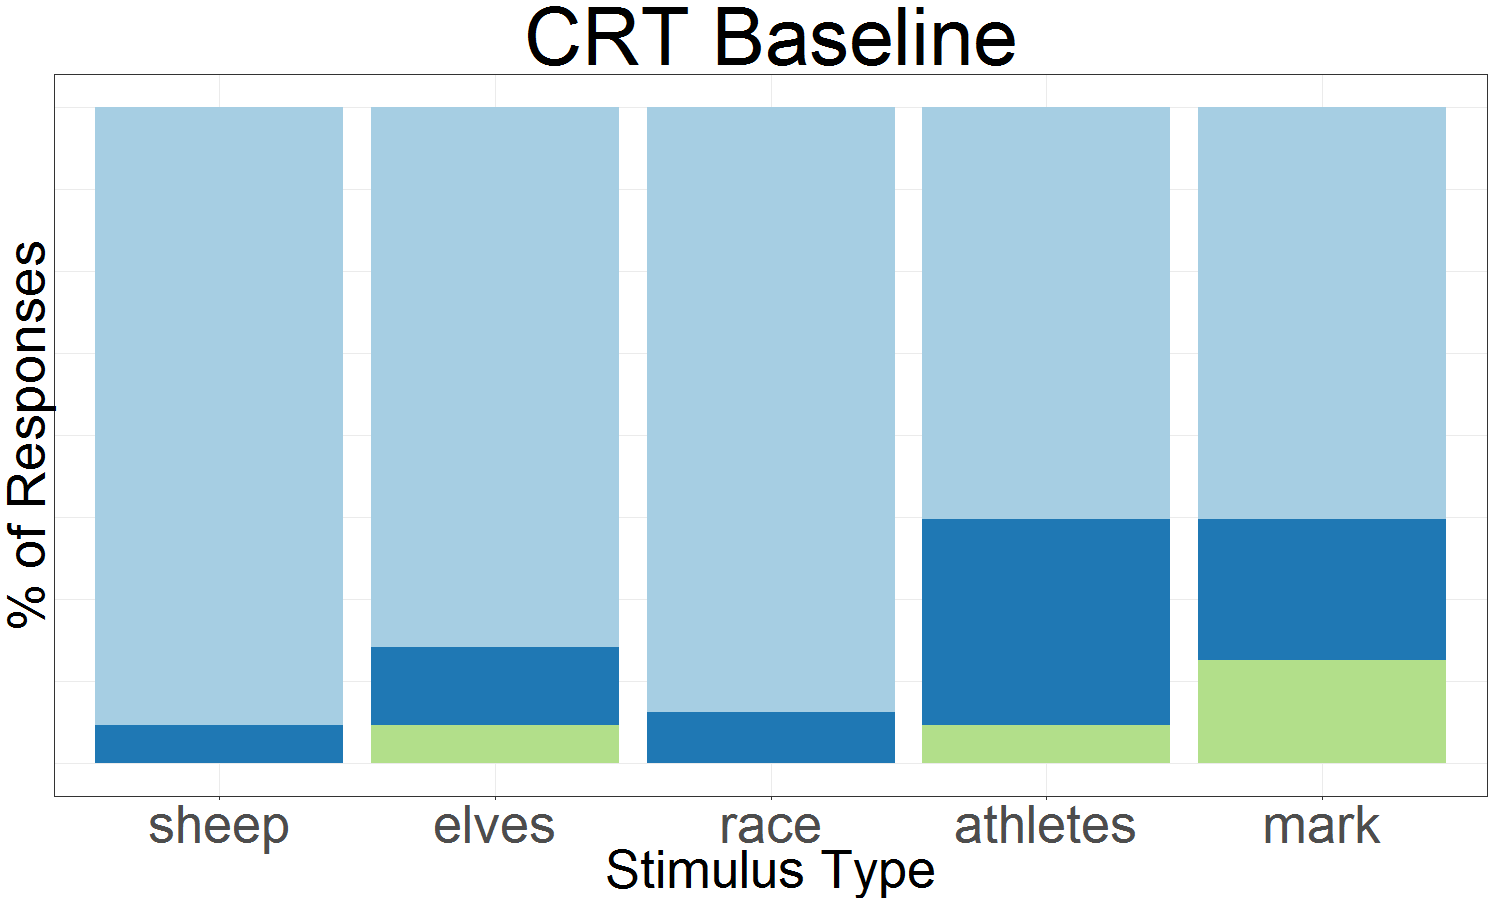 CRT Baseline
% of Responses
sheep elves race athletes mark
Stimulus Type